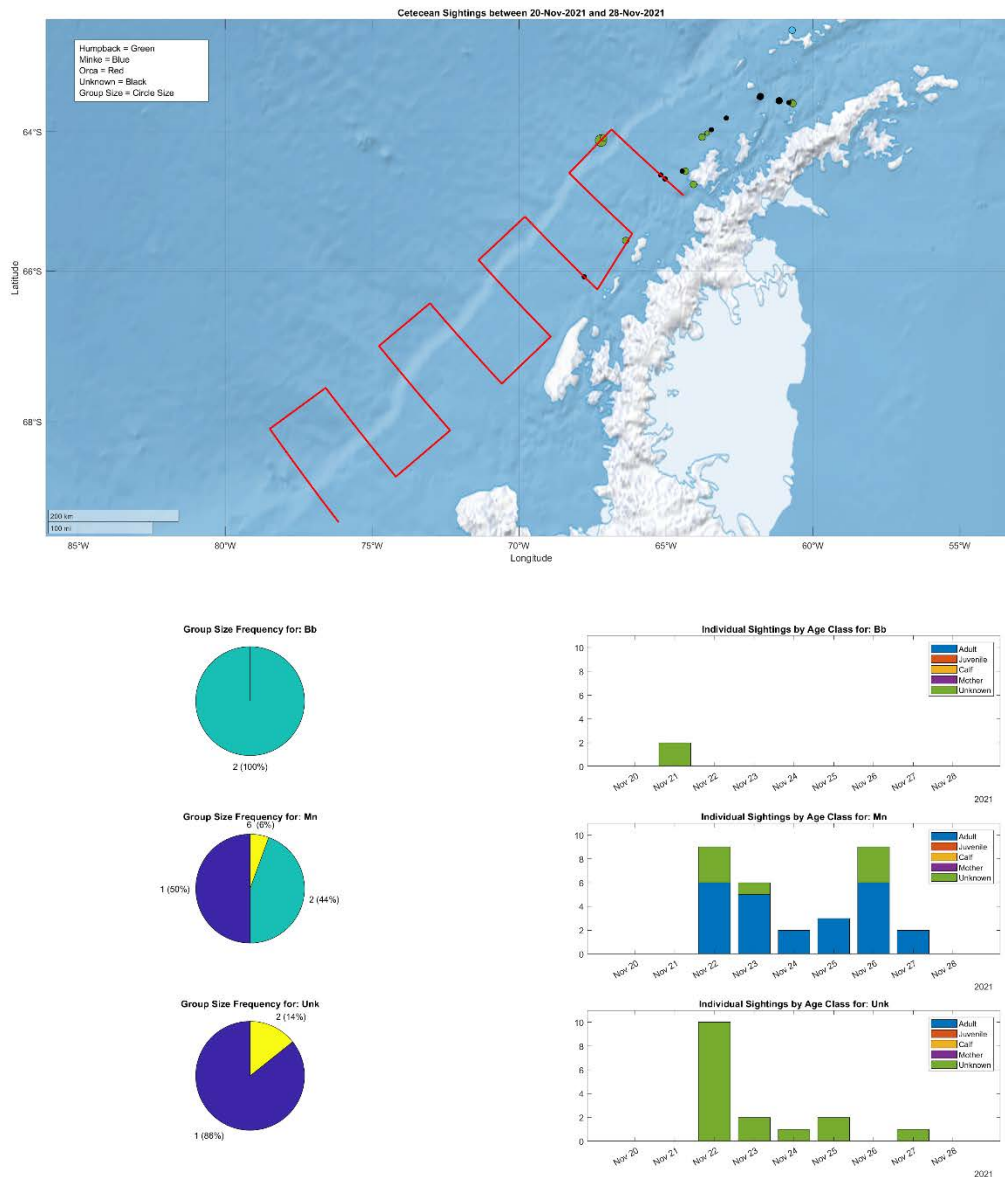 Cetecean Sightings between 20-Nov-2021 and 28-Nov-2021
Humpback = Green
Minke = Blue
Orca = Red
Unknown = Black
Group Size = Circle Size
64°S
66°S
68°S
Latitude
200 km
100 mi
85°W
80°W
75°W
70°W
65°W
60°W
55°W
Longitude
Group Size Frequency for: Bb
2 (100%)
Individual Sightings by Age Class for: Bb
10
8
6
4
2
0
Adult
Juvenile
Calf
Mother
Unknown
Nov 20
Nov 21
Nov 22
Nov 23
Nov 24
Nov 25
Nov 26
Nov 27
Nov 28
2021
Group Size Frequency for: Mn
6 (6%)
1 (50%)
2 (44%)
Individual Sightings by Age Class for: Mn
10
8
6
4
2
0
Adult
Juvenile
Calf
Mother
Unknown
Nov 20
Nov 21
Nov 22
Nov 23
Nov 24
Nov 25
Nov 26
Nov 27
Nov 28
2021
Group Size Frequency for: Unk
2 (14%)
1 (86%)
Individual Sightings by Age Class for: Unk
10
8
6
4
2
0
Adult
Juvenile
Calf
Mother
Unknown
Nov 20
Nov 21
Nov 22
Nov 23
Nov 24
Nov 25
Nov 26
Nov 27
Nov 28
2021